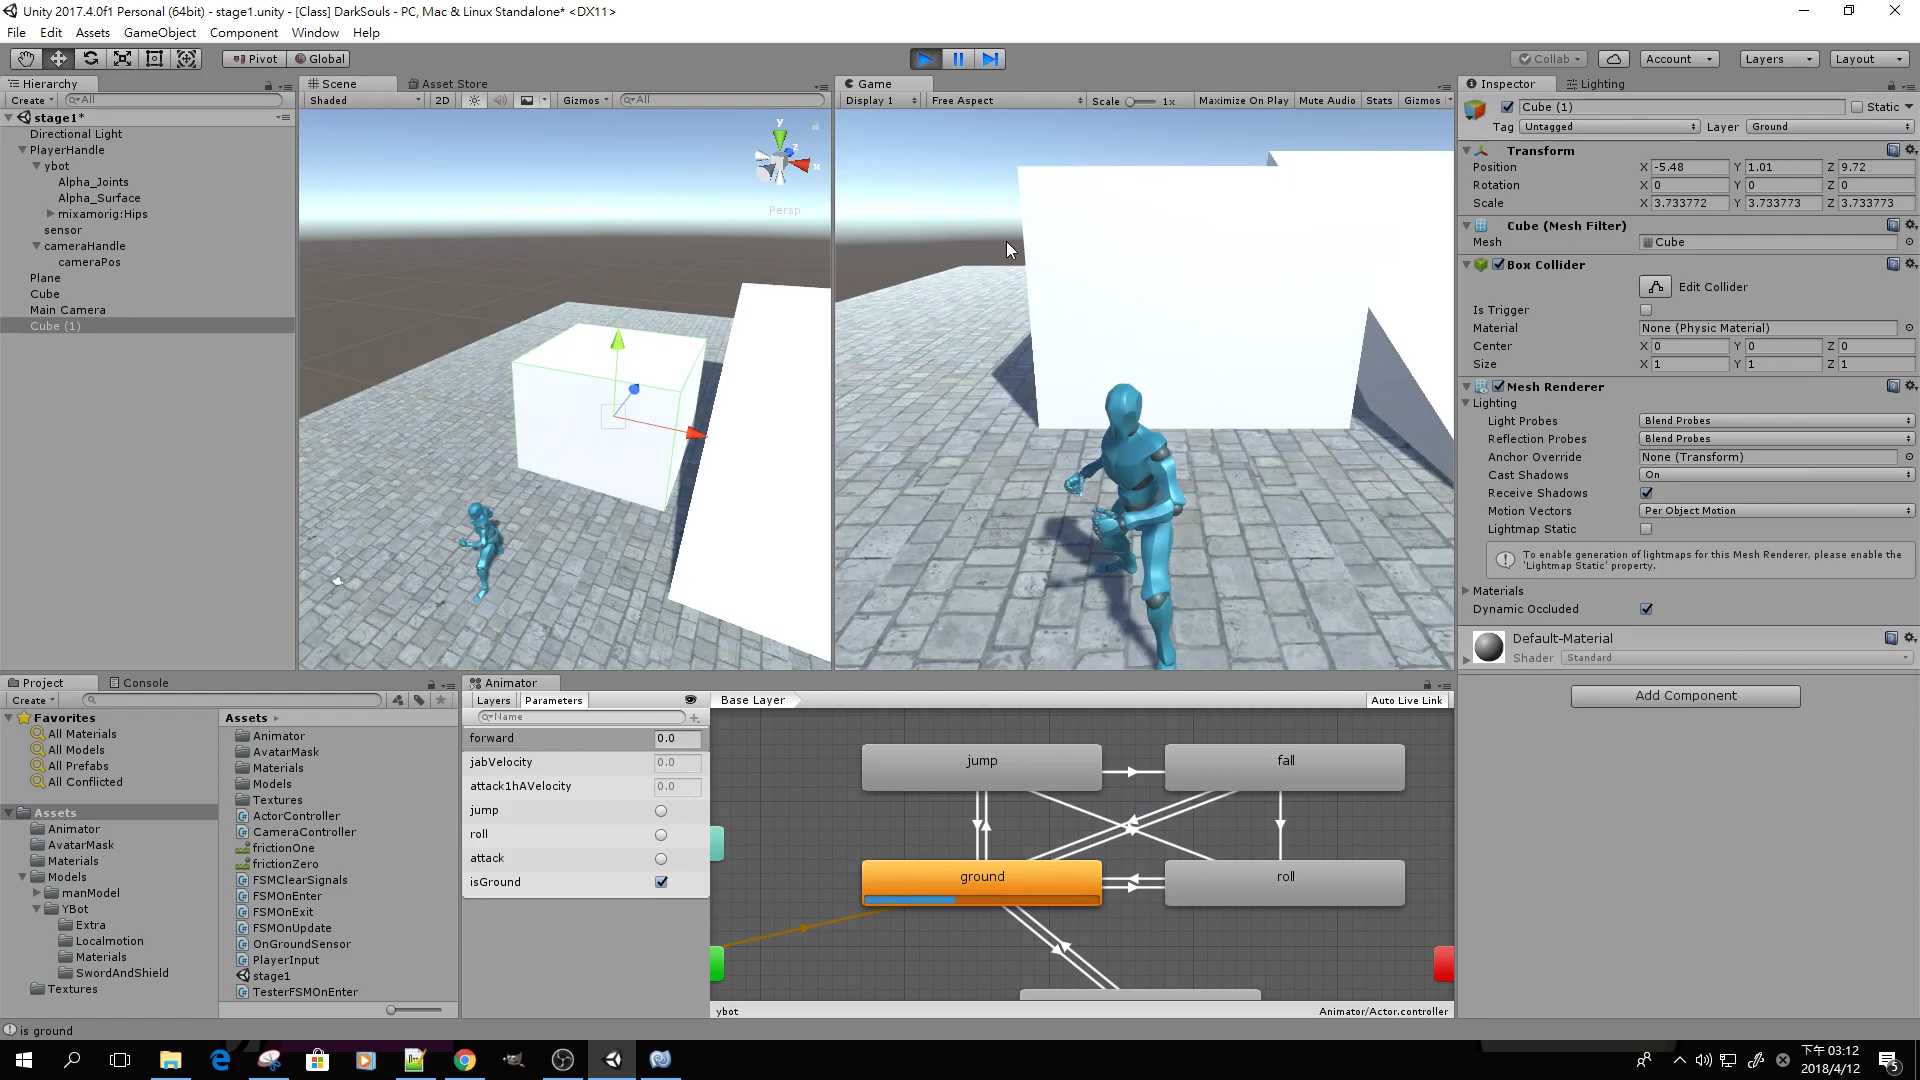 Unity 2017.4.0f1 Personal (64bit) - stage1.unity - [Class] DarkSouls - PC, Mac & Linux Standalone* <DX11>
File Edit Assets GameObject Component Window Help
Pivot Global Collab Account Layers Layout
Hierarchy
Create All
stage1*
Directional Light
PlayerHandle
ybot
Alpha_Joints
Alpha_Surface
mixamorig:Hips
sensor
cameraHandle
cameraPos
Plane
Cube
Main Camera
Cube (1)
Scene Asset Store
Shaded 2D Gizmos All
y
z
x
Persp
Game
Display 1 Free Aspect Scale 1x Maximize On Play Mute Audio Stats Gizmos
Inspector Lighting
Cube (1) Static
Tag Untagged Layer Ground
Transform
Position X -5.48 Y 1.01 Z 9.72
Rotation X 0 Y 0 Z 0
Scale X 3.733772 Y 3.733773 Z 3.733773
Cube (Mesh Filter)
Mesh Cube
Box Collider
Edit Collider
Is Trigger
Material None (Physic Material)
Center X 0 Y 0 Z 0
Size X 1 Y 1 Z 1
Mesh Renderer
Lighting
Light Probes Blend Probes
Reflection Probes Blend Probes
Anchor Override None (Transform)
Cast Shadows On
Receive Shadows
Motion Vectors Per Object Motion
Lightmap Static
To enable generation of lightmaps for this Mesh Renderer, please enable the
'Lightmap Static' property.
Materials
Dynamic Occluded
Default-Material
Shader Standard
Add Component
Project Console
Create
Favorites
All Materials
All Models
All Prefabs
All Conflicted
Assets
Animator
AvatarMask
Materials
Models
manModel
YBot
Extra
Localmotion
Materials
SwordAndShield
Textures
Assets
Animator
AvatarMask
Materials
Models
Textures
ActorController
CameraController
frictionOne
frictionZero
FSMClearSignals
FSMOnEnter
FSMOnExit
FSMOnUpdate
OnGroundSensor
PlayerInput
stage1
TesterFSMOnEnter
Animator
Layers Parameters
Name
forward 0.0
jabVelocity 0.0
attack1hAVelocity 0.0
jump
roll
attack
isGround
Base Layer Auto Live Link
jump fall
ground roll
ybot Animator/Actor.controller
is ground
下午 03:12
2018/4/12
5